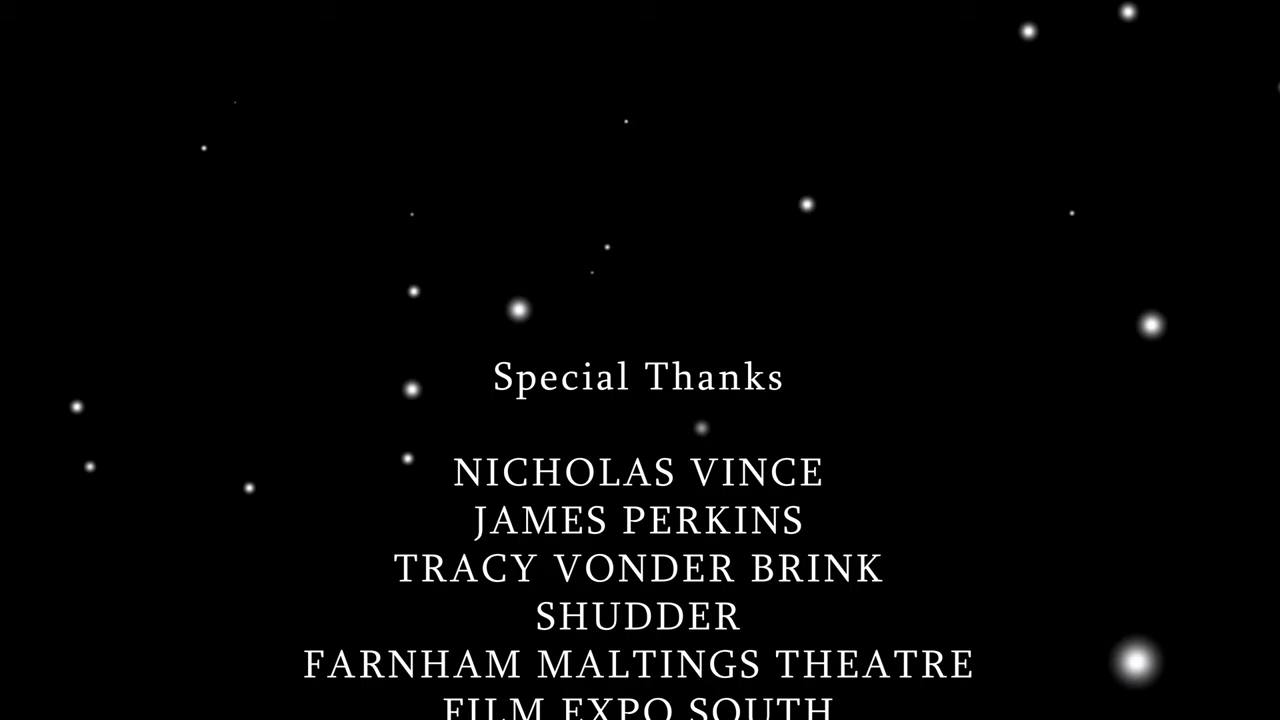 Special Thanks
NICHOLAS VINCE
JAMES PERKINS
TRACY VONDER BRINK
SHUDDER
FARNHAM MALTINGS THEATRE
FILM EXPO SOUTH